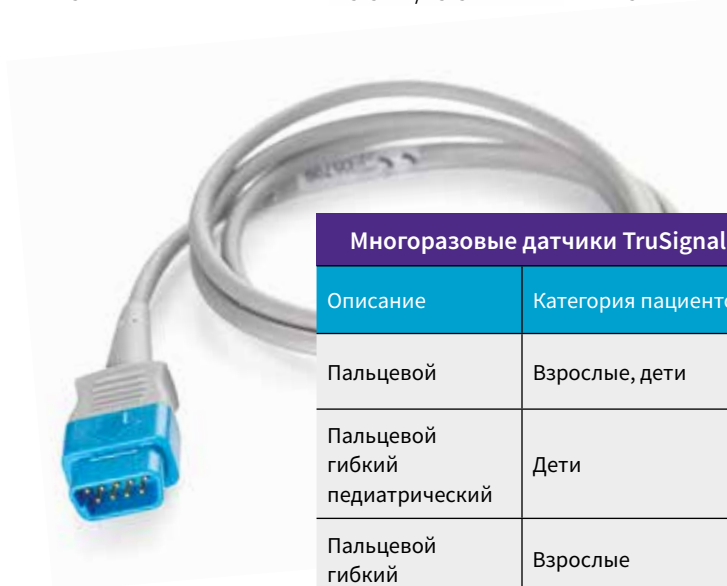 Многоразовые датчики TruSignal
Описание
Категория пациенто
Пальцевой
Взрослые, дети
Пальцевой
гибкий
педиатрический
Дети
Пальцевой
гибкий
Взрослые